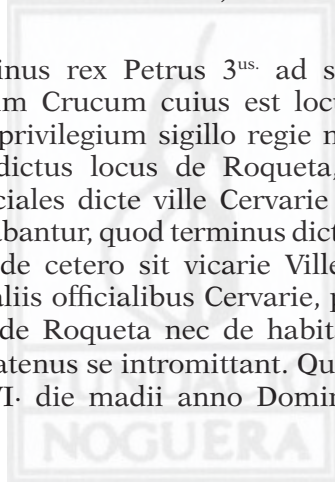 inus rex Petrus 3us. ad s
m Crucum cuius est locu
privilegium sigillo regie n
dictus locus de Roqueta,
ciales dicte ville Cervarie
abantur, quod terminus dict
de cetero sit vicarie Ville
aliis officialibus Cervarie, p
de Roqueta nec de habit
atenus se intromittant. Qu
I· die madii anno Domin
NOGUERA